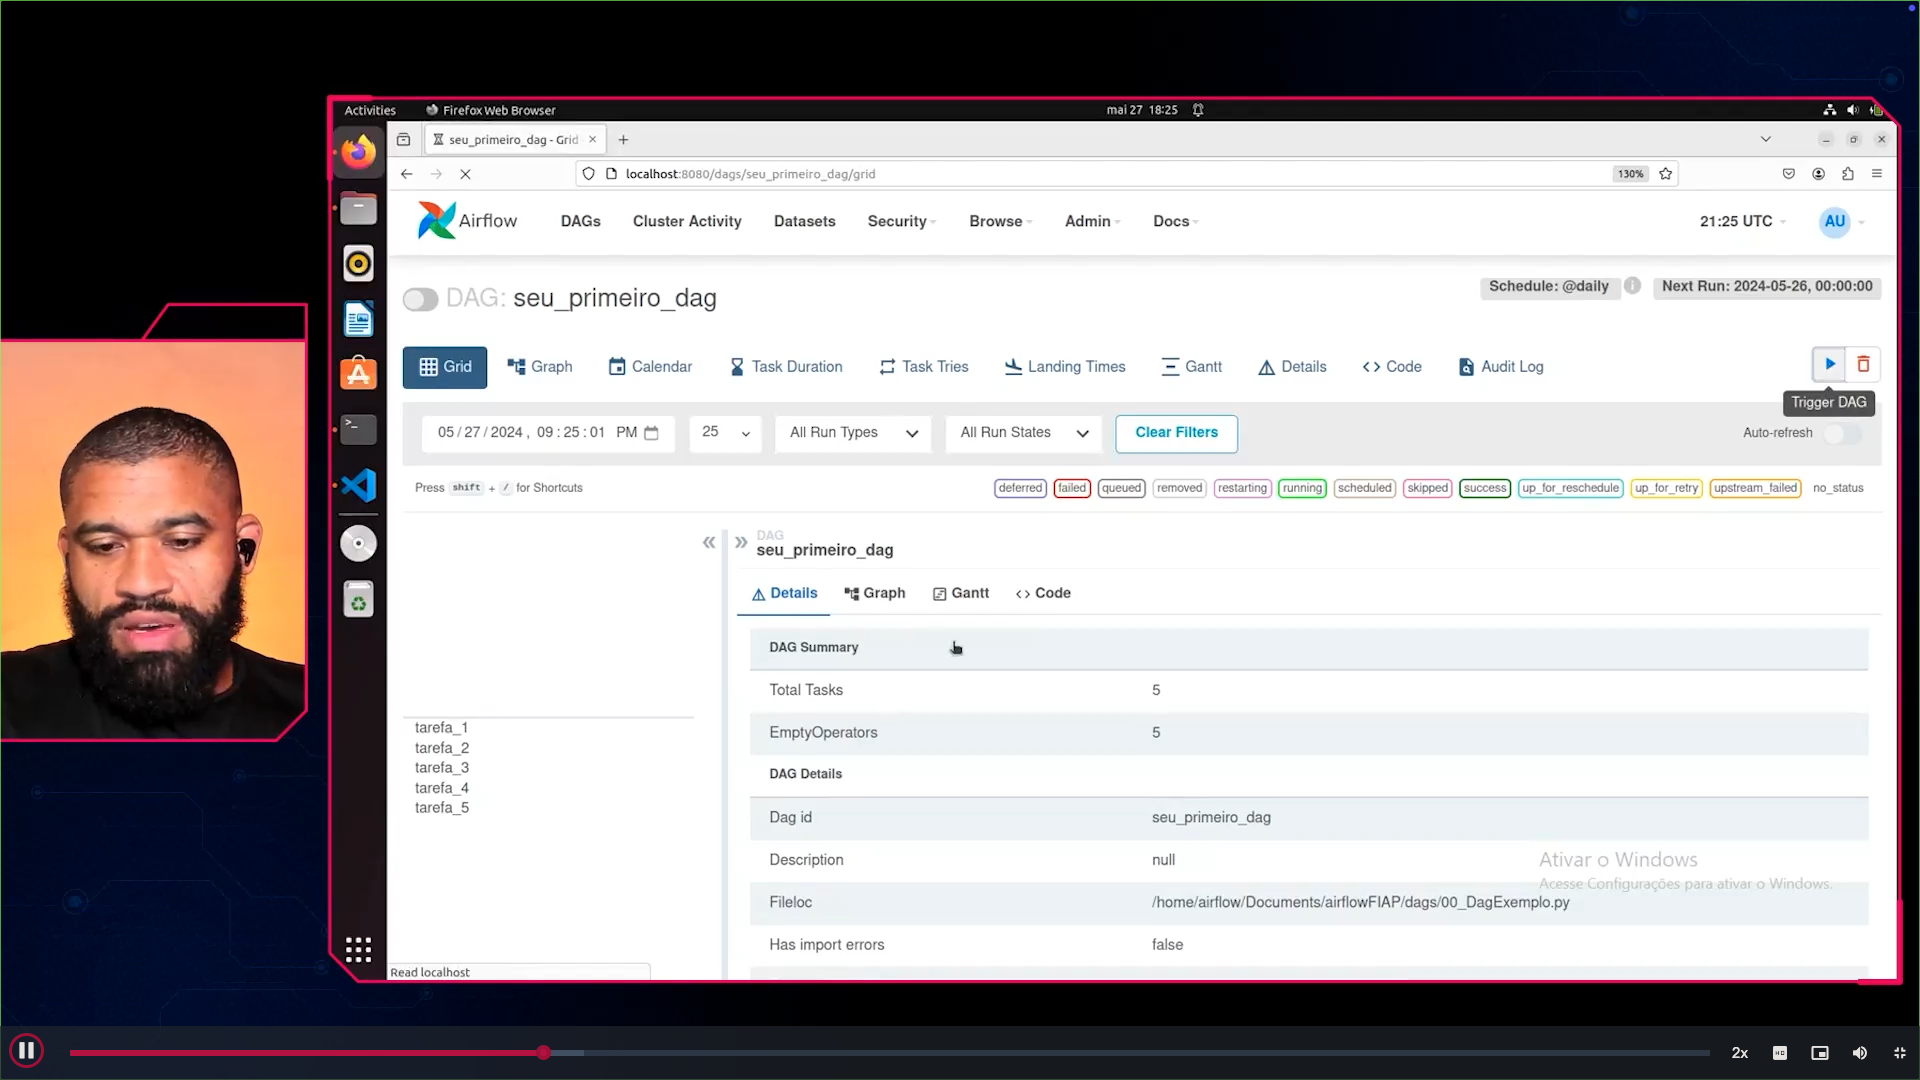 Activities Firefox Web Browser mai 27 18:25
seu_primeiro_dag - Grid
localhost:8080/dags/seu_primeiro_dag/grid 130%
Airflow DAGs Cluster Activity Datasets Security Browse Admin Docs 21:25 UTC AU
DAG: seu_primeiro_dag Schedule: @daily Next Run: 2024-05-26, 00:00:00
Grid Graph Calendar Task Duration Task Tries Landing Times Gantt Details Code Audit Log
Trigger DAG
05/27/2024, 09:25:01 PM 25 All Run Types All Run States Clear Filters Auto-refresh
Press shift + / for Shortcuts deferred failed queued removed restarting running scheduled skipped success up_for_reschedule up_for_retry upstream_failed no_status
DAG
seu_primeiro_dag
Details Graph Gantt Code
DAG Summary
Total Tasks 5
EmptyOperators 5
DAG Details
Dag id seu_primeiro_dag
Description null
Fileloc /home/airflow/Documents/airflowFIAP/dags/00_DagExemplo.py
Has import errors false
tarefa_1
tarefa_2
tarefa_3
tarefa_4
tarefa_5
Ativar o Windows
Acesse Configurações para ativar o Windows.
Read localhost
2x
HD